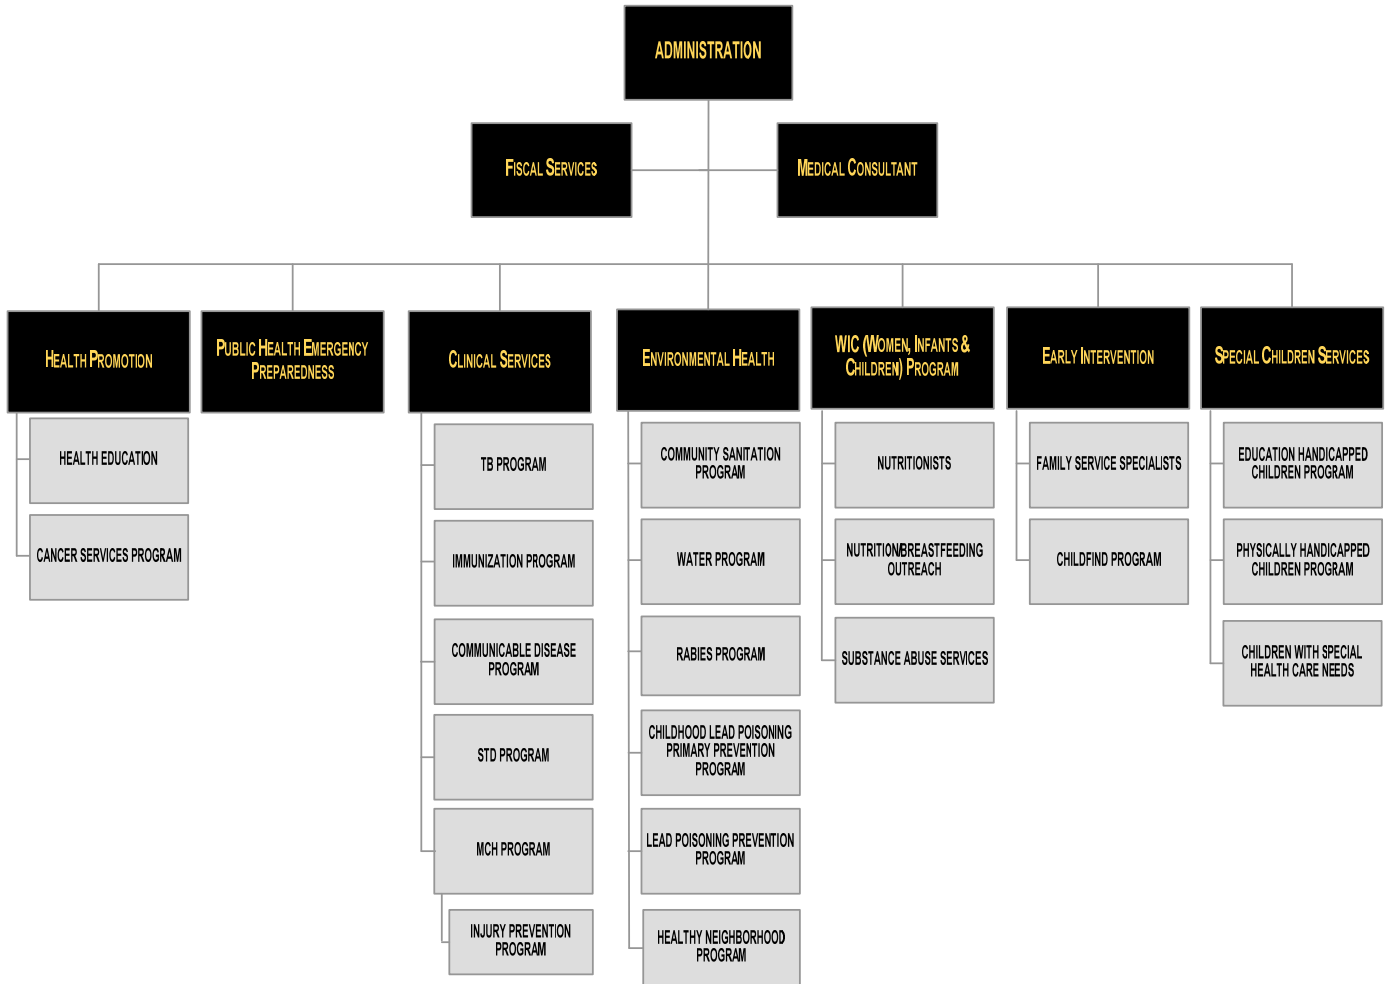 ADMINISTRATION
FISCAL SERVICES
MEDICAL CONSULTANT
HEALTH PROMOTION
PUBLIC HEALTH EMERGENCY
PREPAREDNESS
CLINICAL SERVICES
ENVIRONMENTAL HEALTH
WIC (WOMEN, INFANTS &
CHILDREN) PROGRAM
EARLY INTERVENTION
SPECIAL CHILDREN SERVICES
HEALTH EDUCATION
CANCER SERVICES PROGRAM
TB PROGRAM
IMMUNIZATION PROGRAM
COMMUNICABLE DISEASE
PROGRAM
STD PROGRAM
MCH PROGRAM
INJURY PREVENTION
PROGRAM
COMMUNITY SANITATION
PROGRAM
WATER PROGRAM
RABIES PROGRAM
CHILDHOOD LEAD POISONING
PRIMARY PREVENTION
PROGRAM
LEAD POISONING PREVENTION
PROGRAM
HEALTHY NEIGHBORHOOD
PROGRAM
NUTRITIONISTS
NUTRITION/BREASTFEEDING
OUTREACH
SUBSTANCE ABUSE SERVICES
FAMILY SERVICE SPECIALISTS
CHILDFIND PROGRAM
EDUCATION HANDICAPPED
CHILDREN PROGRAM
PHYSICALLY HANDICAPPED
CHILDREN PROGRAM
CHILDREN WITH SPECIAL
HEALTH CARE NEEDS